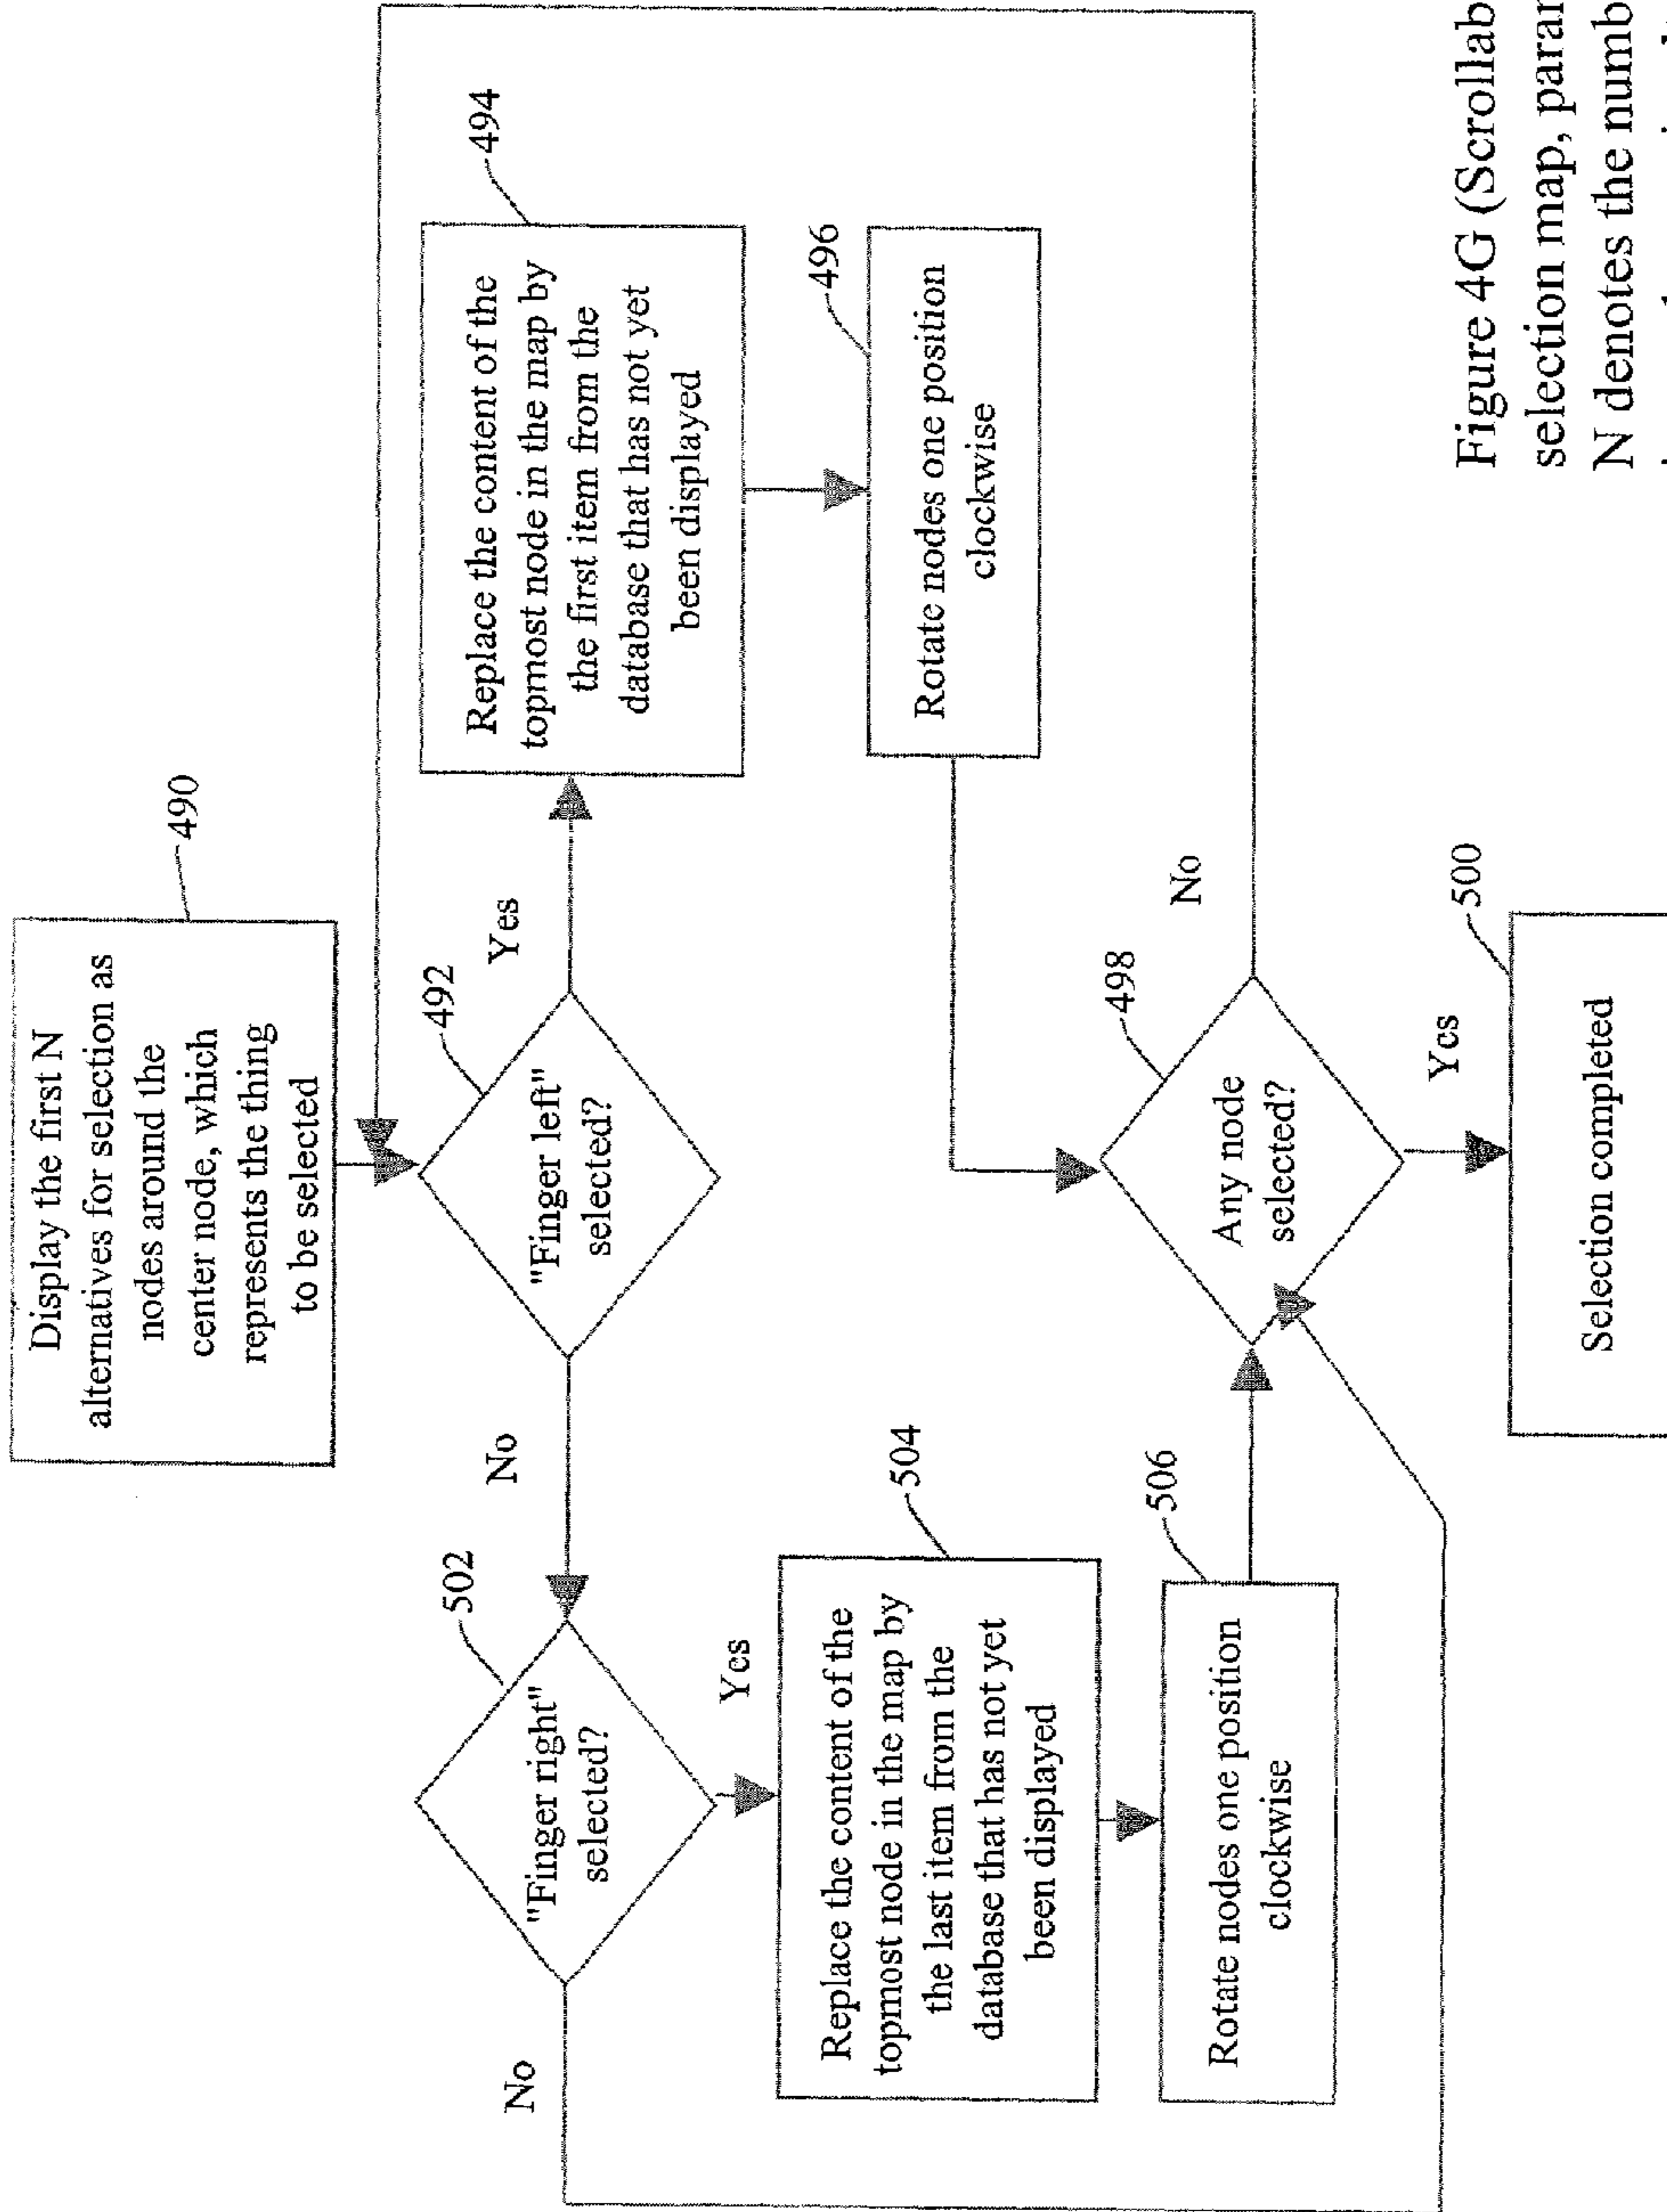 Display the first N
alternatives for selection as
nodes around the
center node, which
represents the thing
to be selected
490
"Finger left"
selected?
492
Yes
Replace the content of the
topmost node in the map by
the first item from the
database that has not yet
been displayed
494
Rotate nodes one position
clockwise
496
No
"Finger right"
selected?
502
Yes
Replace the content of the
topmost node in the map by
the last item from the
database that has not yet
been displayed
504
Rotate nodes one position
clockwise
506
No
Any node
selected?
498
No
Yes
Selection completed
500
Figure 4G (Scrollab
selection map, paran
N denotes the numb